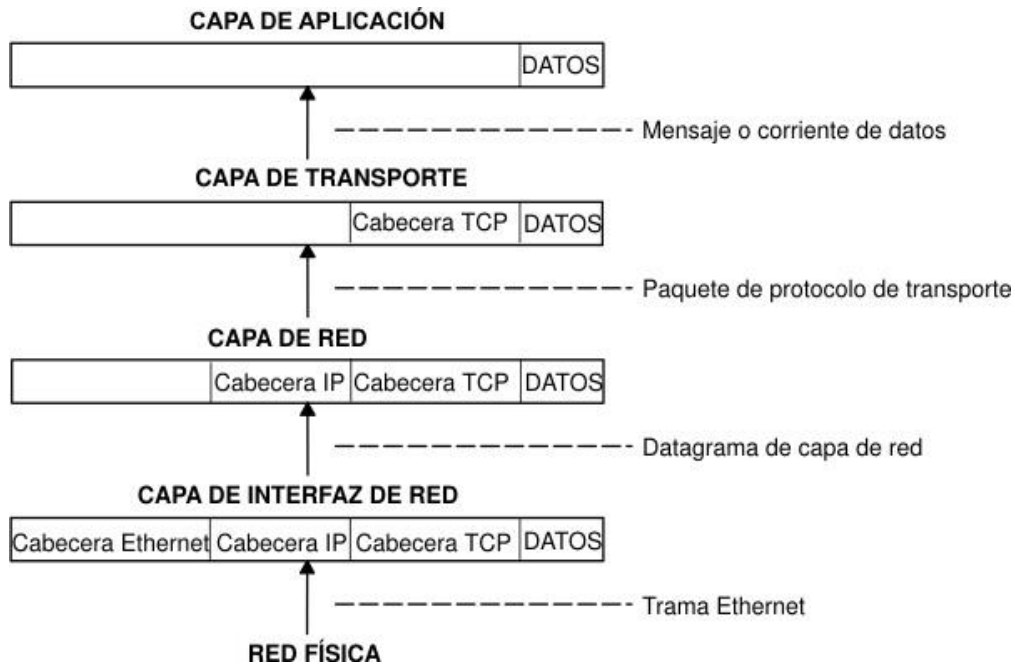 CAPA DE APLICACIÓN
DATOS
Mensaje o corriente de datos
CAPA DE TRANSPORTE
Cabecera TCP DATOS
Paquete de protocolo de transporte
CAPA DE RED
Cabecera IP Cabecera TCP DATOS
Datagrama de capa de red
CAPA DE INTERFAZ DE RED
Cabecera Ethernet Cabecera IP Cabecera TCP DATOS
Trama Ethernet
RED FÍSICA